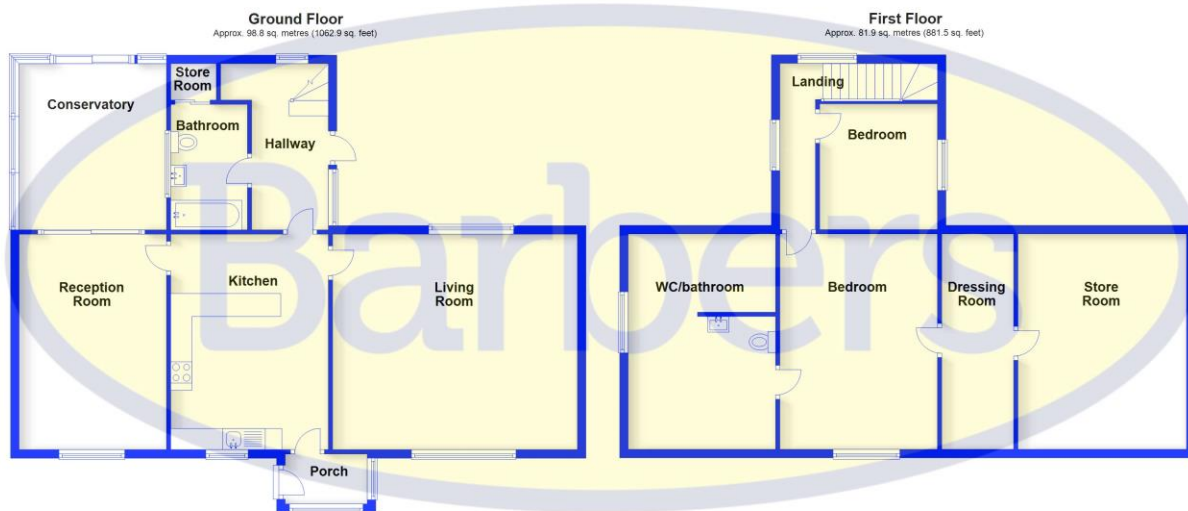 Ground Floor
Approx. 98.8 sq. metres (1062.9 sq. feet)
Store
Room
Conservatory
Bathroom
Hallway
Reception
Room
Kitchen
Living
Room
Porch
First Floor
Approx. 81.9 sq. metres (881.5 sq. feet)
Landing
Bedroom
WC/bathroom
Bedroom
Dressing
Room
Store
Room
Barbers